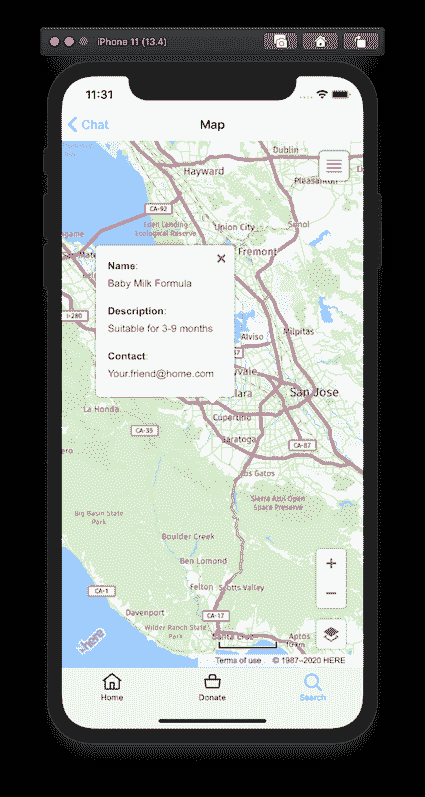 iPhone 11 (13.4)
11:31
Chat
Map
Dublin
Hayward
Pleasanton
CA-92
Eden Landing
Ecological Reserve
Union City
Sunol
Fremont
Name:
Baby Milk Formula
Description:
Suitable for 3-9 months
Contact:
Your.friend@home.com
I-280
Alviso
Milpitas
San Jose
Cupertino
La Honda
CA-35
Saratoga
CA-87
Los Gatos
Sierra Azul Open
Space Preserve
Big Basin State
Park
Boulder Creek
Ben Lomond
CA-1
Felton
Scotts Valley
Davenport
CA-17
Wilder Ranch State
Park
Santa Cruz
Aptos
10 km
here
Terms of use
© 1987–2020 HERE
Home
Donate
Search